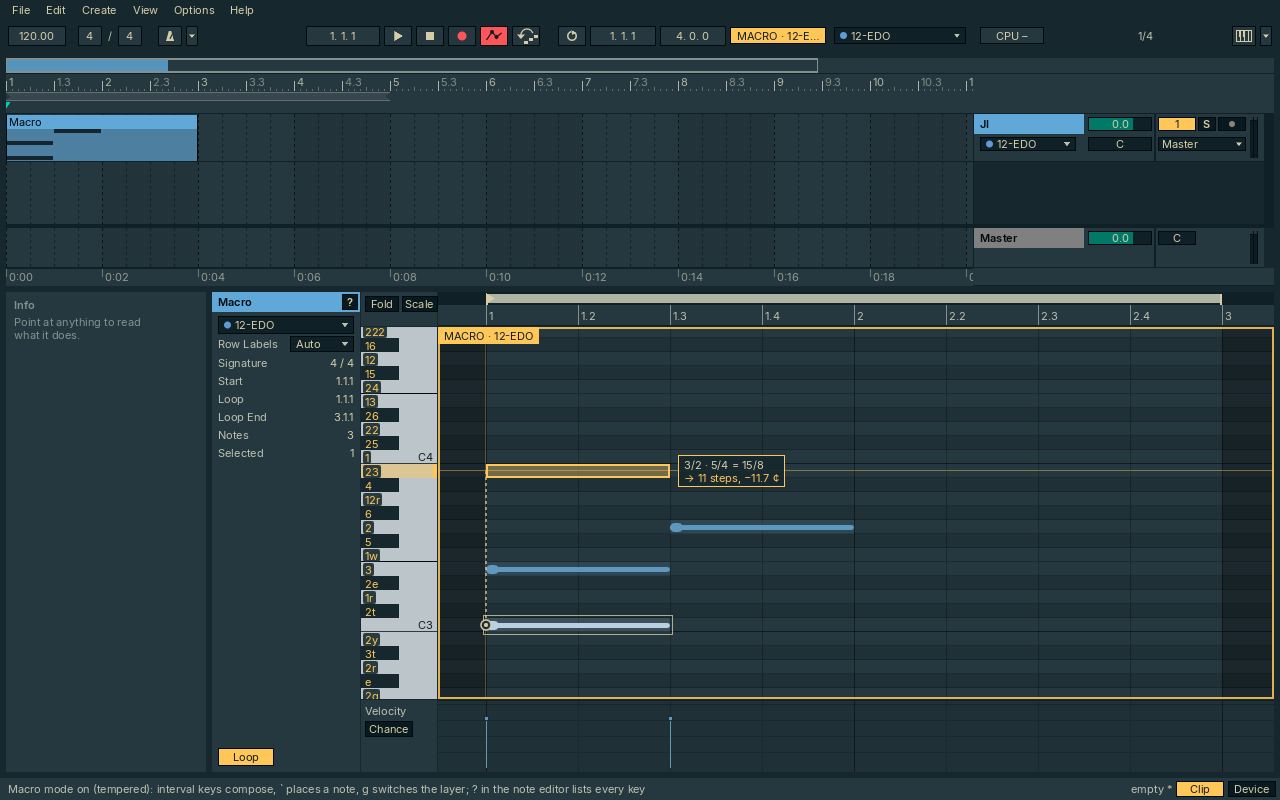 File Edit Create View Options Help
120.00 4 / 4 1. 1. 1 1. 1. 1 4. 0. 0 MACRO · 12-E... 12-EDO CPU – 1/4
1 1.3 2 2.3 3 3.3 4 4.3 5 5.3 6 6.3 7 7.3 8 8.3 9 9.3 10 10.3 1
Macro
JI 0.0 1 S
12-EDO C Master
Master 0.0 C
0:00 0:02 0:04 0:06 0:08 0:10 0:12 0:14 0:16 0:18
Info
Point at anything to read
what it does.
Macro ?
12-EDO
Row Labels Auto
Signature 4 / 4
Start 1.1.1
Loop 1.1.1
Loop End 3.1.1
Notes 3
Selected 1
Loop
Fold Scale
1 1.2 1.3 1.4 2 2.2 2.3 2.4 3
MACRO · 12-EDO
222
16
12
15
24
13
26
22
25
1 C4
23
4
12r
6
2
5
1w
3
2e
1r
2t
C3
2y
3t
2r
e
2q
3/2 · 5/4 = 15/8
→ 11 steps, −11.7 ¢
Velocity
Chance
Macro mode on (tempered): interval keys compose, ` places a note, g switches the layer; ? in the note editor lists every key
empty * Clip Device